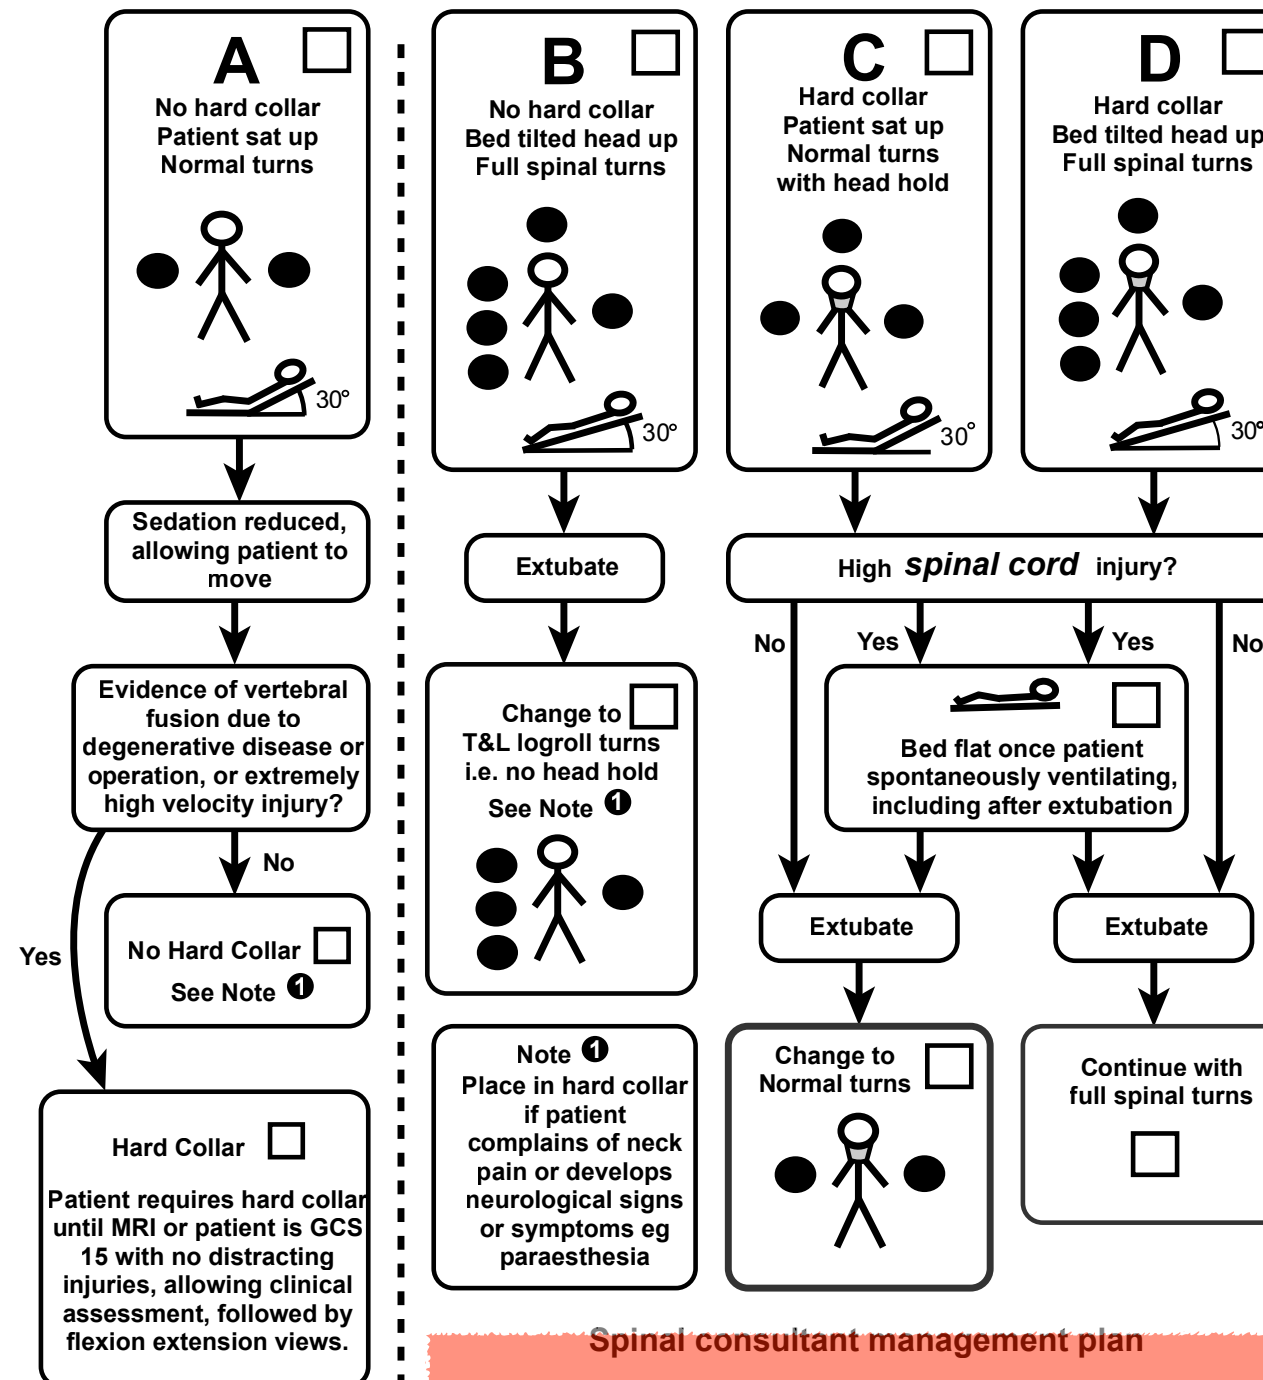 A
No hard collar
Patient sat up
Normal turns
30°
Sedation reduced,
allowing patient to
move
Evidence of vertebral
fusion due to
degenerative disease or
operation, or extremely
high velocity injury?
No
Yes
No Hard Collar
See Note 1
Hard Collar
Patient requires hard collar
until MRI or patient is GCS
15 with no distracting
injuries, allowing clinical
assessment, followed by
flexion extension views.
B
No hard collar
Bed tilted head up
Full spinal turns
30°
Extubate
Change to
T&L logroll turns
i.e. no head hold
See Note 1
Note 1
Place in hard collar
if patient
complains of neck
pain or develops
neurological signs
or symptoms eg
paraesthesia
C
Hard collar
Patient sat up
Normal turns
with head hold
30°
D
Hard collar
Bed tilted head up
Full spinal turns
30°
High spinal cord injury?
No
Yes
Yes
No
Bed flat once patient
spontaneously ventilating,
including after extubation
Extubate
Extubate
Change to
Normal turns
Continue with
full spinal turns
Spinal consultant management plan